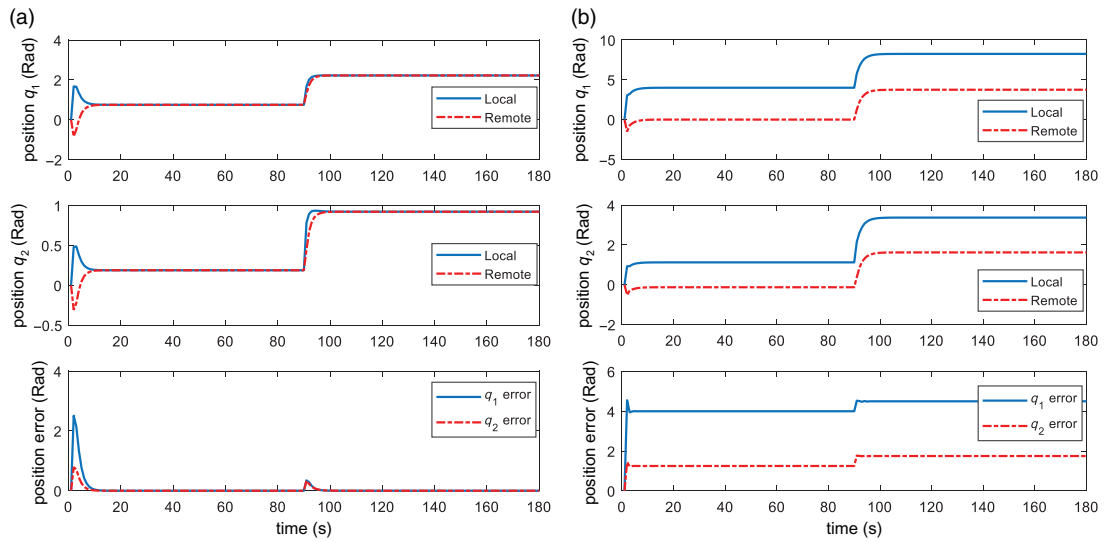 (a)
position q1 (Rad)
4
2
0
−2
0 20 40 60 80 100 120 140 160 180
Local
Remote
position q2 (Rad)
1
0.5
0
−0.5
0 20 40 60 80 100 120 140 160 180
Local
Remote
position error (Rad)
4
2
0
0 20 40 60 80 100 120 140 160 180
q1 error
q2 error
time (s)
(b)
position q1 (Rad)
10
5
0
−5
0 20 40 60 80 100 120 140 160 180
Local
Remote
position q2 (Rad)
4
2
0
−2
0 20 40 60 80 100 120 140 160 180
Local
Remote
position error (Rad)
6
4
2
0
0 20 40 60 80 100 120 140 160 180
q1 error
q2 error
time (s)